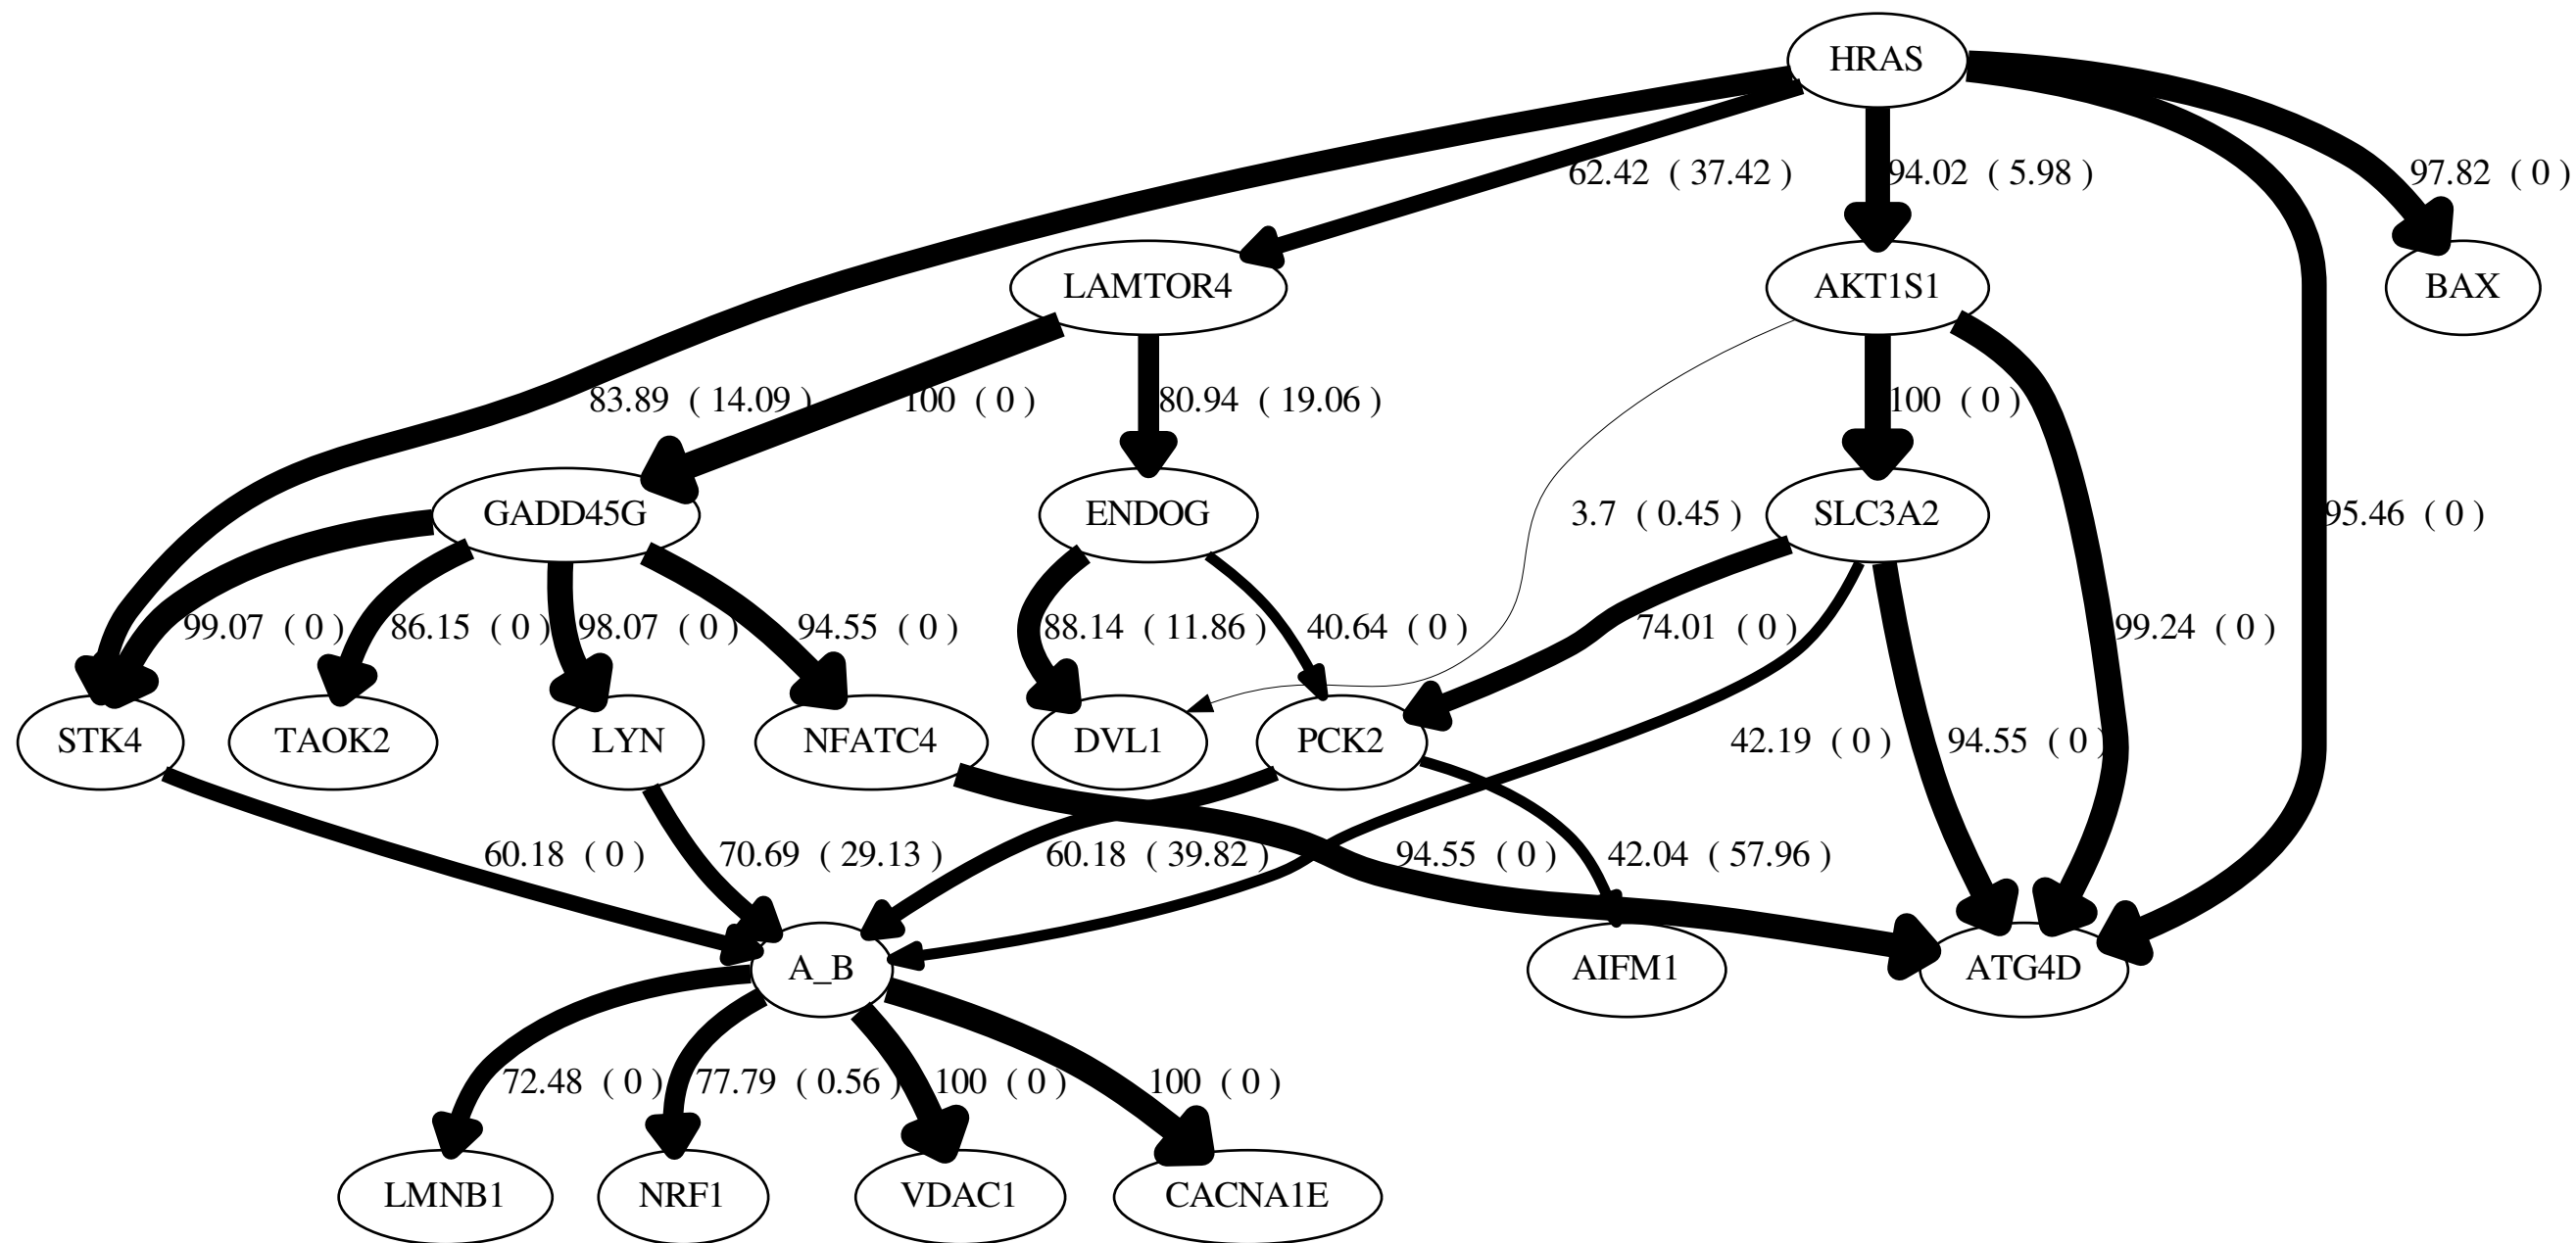 HRAS
62.42 ( 37.42 )
94.02 ( 5.98 )
97.82 ( 0 )
LAMTOR4
AKT1S1
BAX
83.89 ( 14.09 )
100 ( 0 )
80.94 ( 19.06 )
100 ( 0 )
GADD45G
ENDOG
3.7 ( 0.45 )
SLC3A2
95.46 ( 0 )
99.07 ( 0 )
86.15 ( 0 )
98.07 ( 0 )
94.55 ( 0 )
88.14 ( 11.86 )
40.64 ( 0 )
74.01 ( 0 )
99.24 ( 0 )
STK4
TAOK2
LYN
NFATC4
DVL1
PCK2
42.19 ( 0 )
94.55 ( 0 )
60.18 ( 0 )
70.69 ( 29.13 )
60.18 ( 39.82 )
94.55 ( 0 )
42.04 ( 57.96 )
A_B
AIFM1
ATG4D
72.48 ( 0 )
77.79 ( 0.56 )
100 ( 0 )
100 ( 0 )
LMNB1
NRF1
VDAC1
CACNA1E